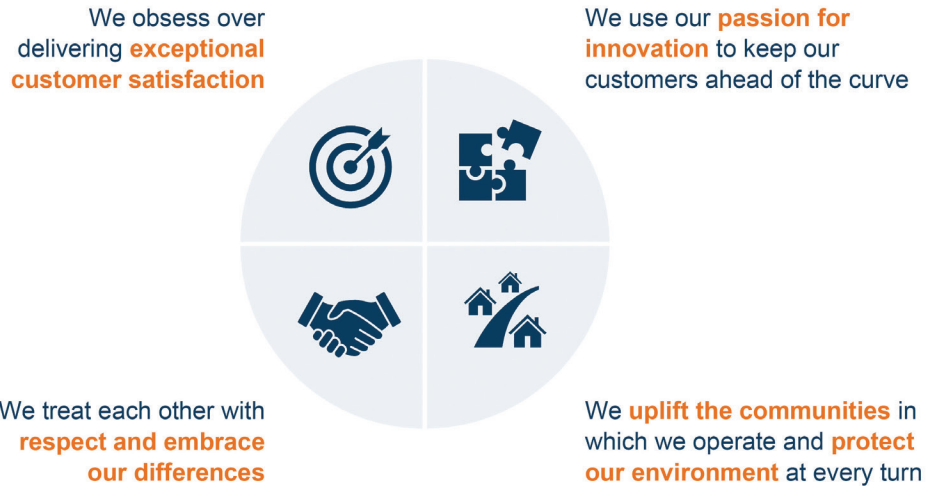 We obsess over
delivering exceptional
customer satisfaction
We use our passion for
innovation to keep our
customers ahead of the curve
We treat each other with
respect and embrace
our differences
We uplift the communities in
which we operate and protect
our environment at every turn